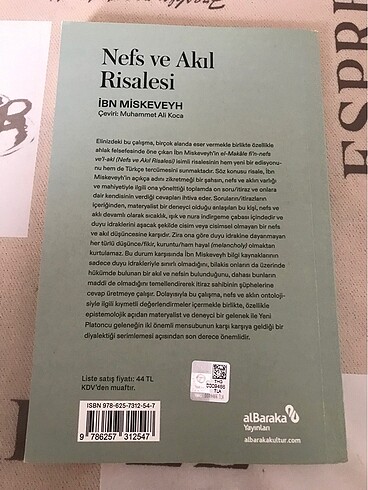 Nefs ve Akıl
Risalesi
İBN MİSKEVEYH
Çeviri: Muhammet Ali Koca
Elinizdeki bu çalışma, birçok alanda eser vermekle birlikte özellikle
ahlak felsefesinde öne çıkan İbn Miskeveyh'in el-Makâle fi'n-nefs
ve'l-akl (Nefs ve Akıl Risalesi) isimli risalesinin hem yeni bir edisyonu-
nu hem de Türkçe tercümesini sunmaktadır. Söz konusu risale, İbn
Miskeveyh'in açıkça adını zikretmediği bir şahsın, nefs ve aklın varlığı
ve mahiyetiyle ilgili ona yönelttiği toplamda on soru/itiraz ve onlara
dair kendisinin verdiği cevapları ihtiva eder. Soruların/itirazların
içeriğinden, materyalist bir deneyci olduğu anlaşılan bu kişi, nefs ve
aklı devamlı olarak sıcaklık, ışık ve nura indirgeme çabası içindedir ve
duyu idraklerini aşacak şekilde cisim veya cisimsel olmayan bir nefs
ve akıl düşüncesine karşıdır. Zira ona göre duyu idrakine dayanmayan
her türlü düşünce/fikir, kuruntu/ham hayal (melancholy) olmaktan
kurtulamaz. Bu durum karşısında İbn Miskeveyh bilgi kaynaklarının
sadece duyu idrakleriyle sınırlı olmadığını, bilakis onların da üzerinde
hükümde bulunan bir akıl ve nefsin bulunduğunu, dahası bunların
maddi de olmadığını temellendirerek itiraz sahibinin şüphelerine
cevap üretmeye çalışır. Dolayısıyla bu çalışma, nefs ve aklın ontoloji-
siyle ilgili kıymetli değerlendirmeler içermekle birlikte, özellikle
epistemolojik açıdan materyalist ve deneyci bir gelenek ile Yeni
Platoncu geleneğin iki önemli mensubunun karşı karşıya geldiği bir
diyalektiği serimlemesi açısından son derece önemlidir.
Liste satış fiyatı: 44 TL
KDV'den muaftır.
ISBN 978-625-7312-54-7
9 786257 312547
alBaraka
Yayınları
albarakakultur.com
ESPRE